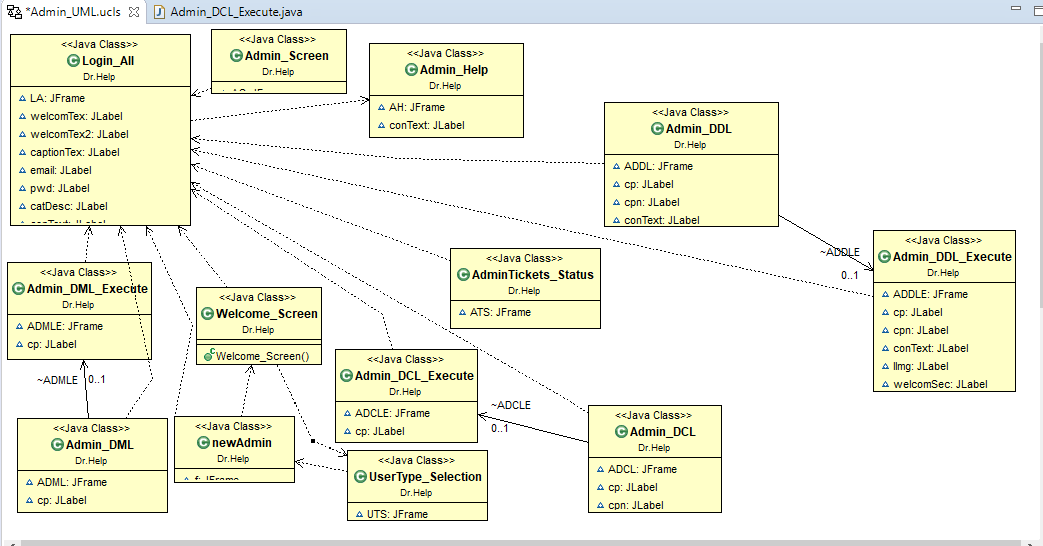 *Admin_UML.ucls
Admin_DCL_Execute.java
<<Java Class>>
Login_All
Dr.Help
LA: JFrame
welcomTex: JLabel
welcomTex2: JLabel
captionTex: JLabel
email: JLabel
pwd: JLabel
catDesc: JLabel
<<Java Class>>
Admin_Screen
Dr.Help
<<Java Class>>
Admin_Help
Dr.Help
AH: JFrame
conText: JLabel
<<Java Class>>
Admin_DDL
Dr.Help
ADDL: JFrame
cp: JLabel
cpn: JLabel
conText: JLabel
~ADDLE
0..1
<<Java Class>>
Admin_DDL_Execute
Dr.Help
ADDLE: JFrame
cp: JLabel
cpn: JLabel
conText: JLabel
lImg: JLabel
welcomSec: JLabel
<<Java Class>>
AdminTickets_Status
Dr.Help
ATS: JFrame
<<Java Class>>
Admin_DML_Execute
Dr.Help
ADMLE: JFrame
cp: JLabel
~ADMLE
0..1
<<Java Class>>
Welcome_Screen
Dr.Help
Welcome_Screen()
<<Java Class>>
Admin_DCL_Execute
Dr.Help
ADCLE: JFrame
cp: JLabel
~ADCLE
0..1
<<Java Class>>
Admin_DCL
Dr.Help
ADCL: JFrame
cp: JLabel
cpn: JLabel
<<Java Class>>
Admin_DML
Dr.Help
ADML: JFrame
cp: JLabel
<<Java Class>>
newAdmin
Dr.Help
<<Java Class>>
UserType_Selection
Dr.Help
UTS: JFrame